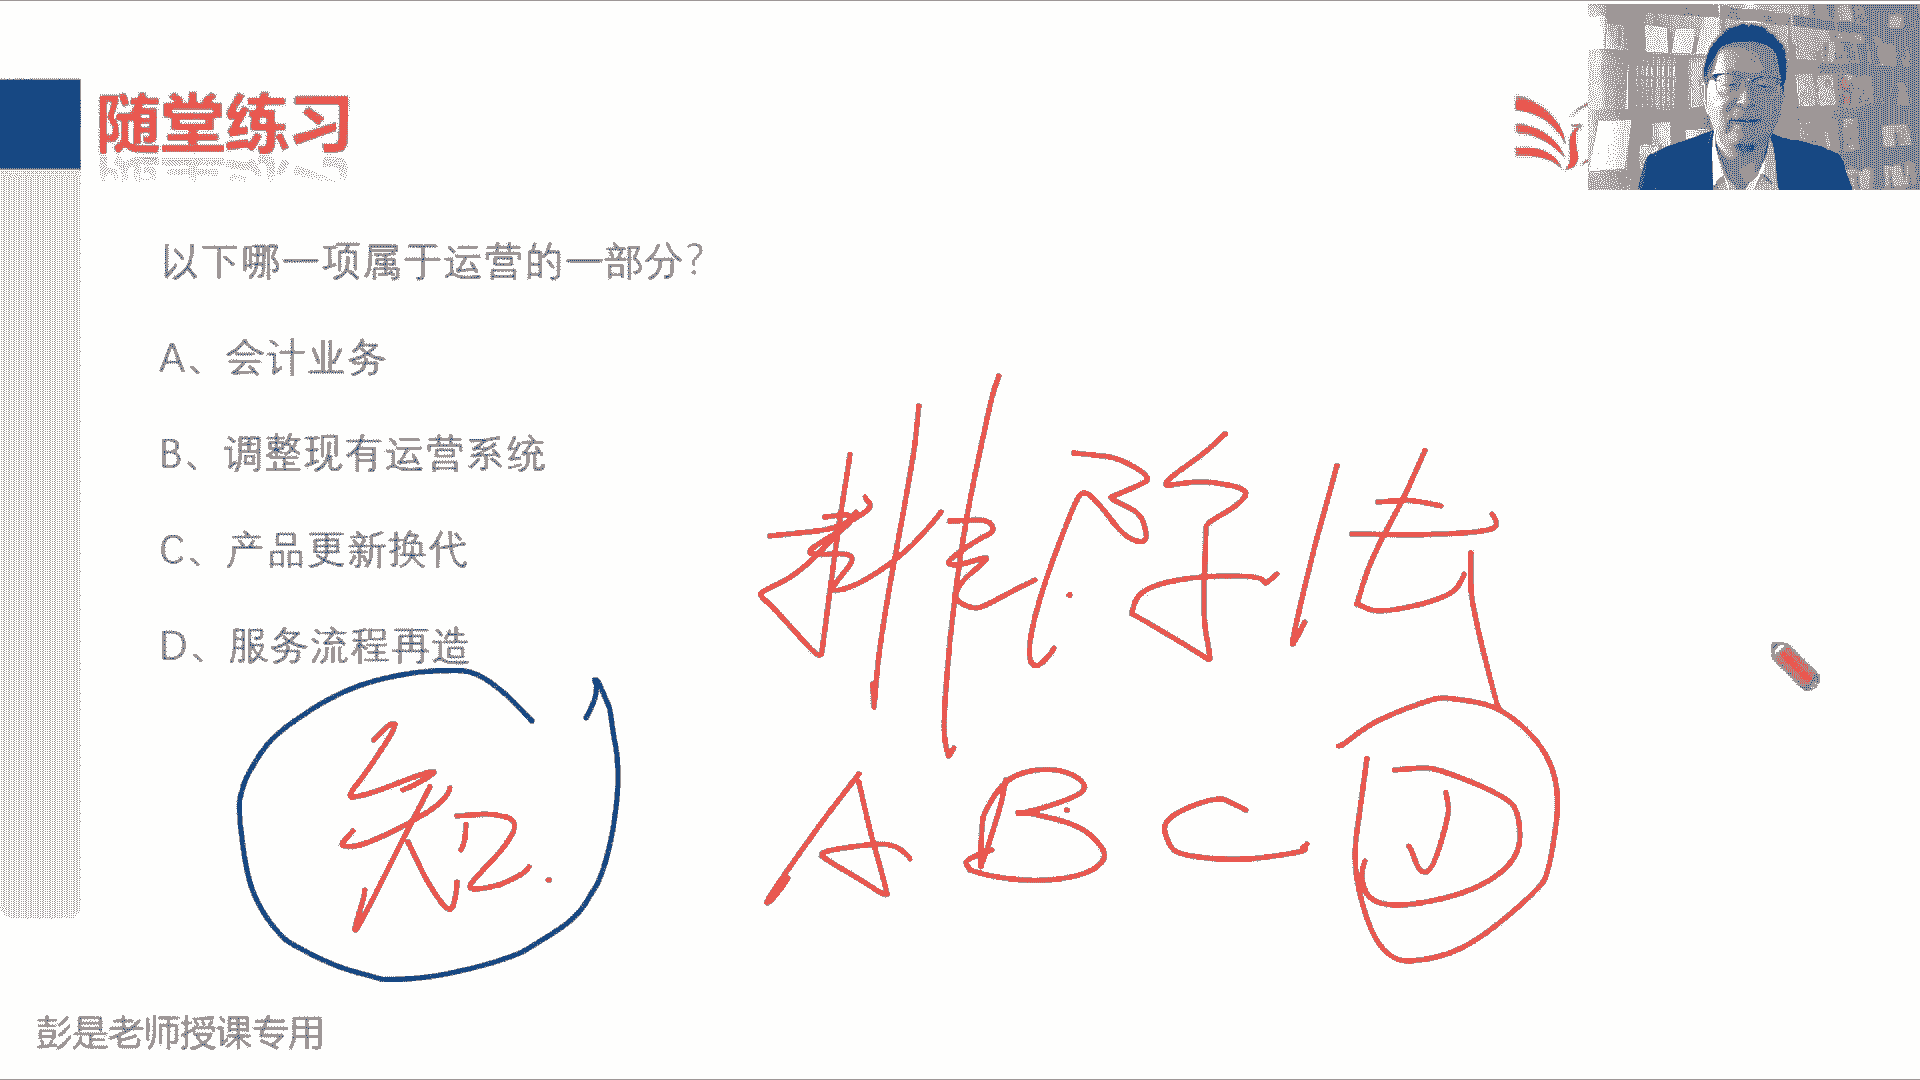 随堂练习
以下哪一项属于运营的一部分?
A、会计业务
B、调整现有运营系统
C、产品更新换代
D、服务流程再造
排除法
短.
A B C D
彭是老师授课专用